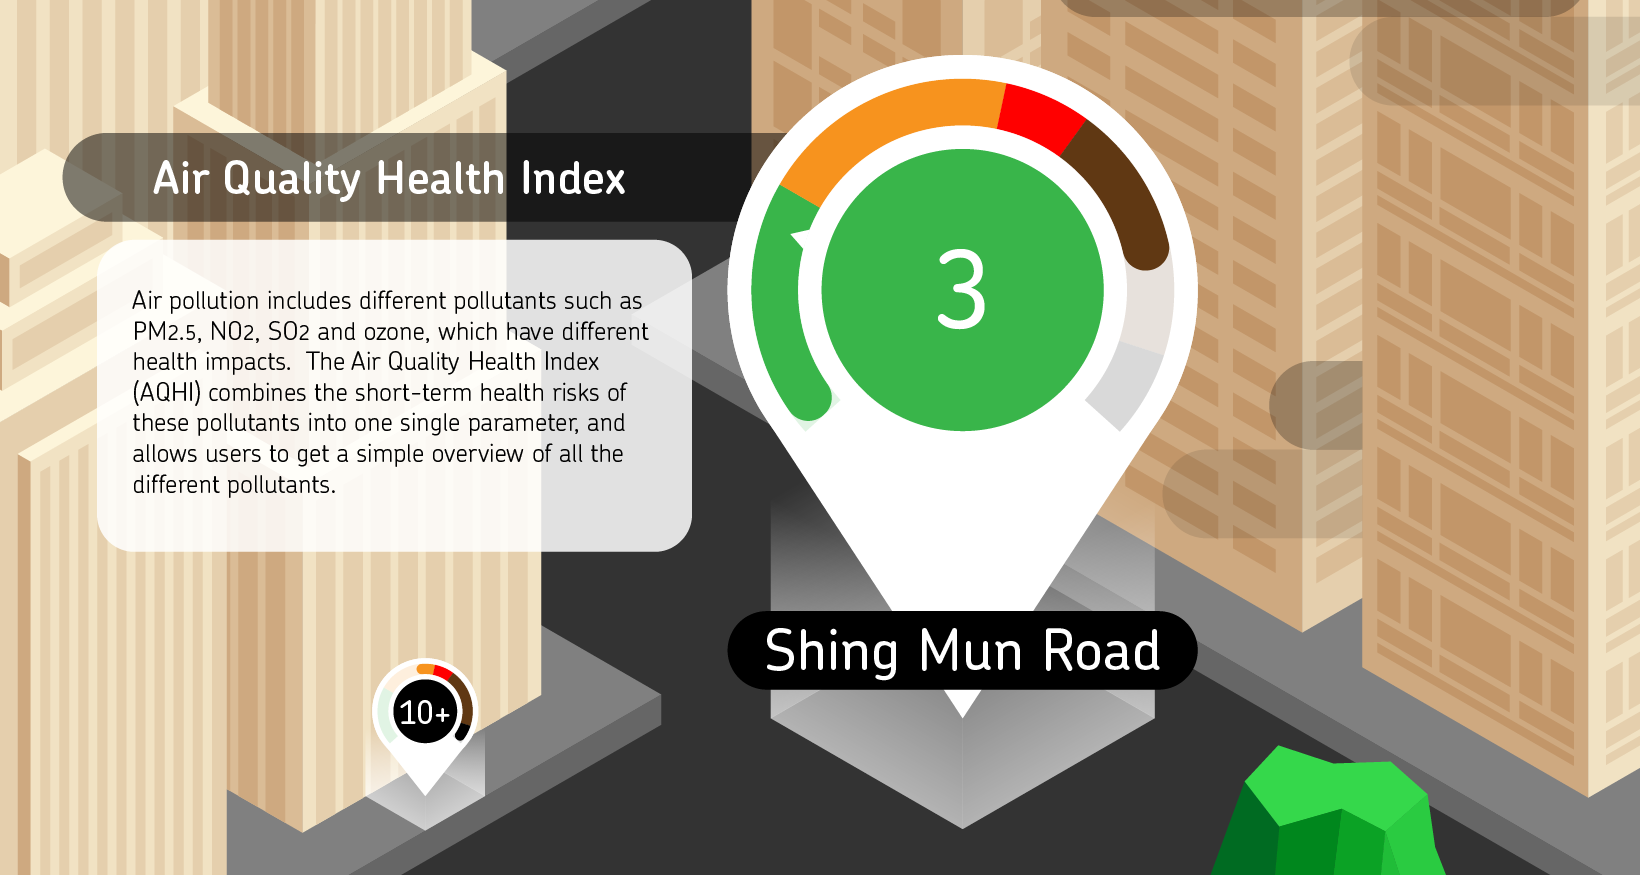 Air Quality Health Index
Air pollution includes different pollutants such as
PM2.5, NO2, SO2 and ozone, which have different
health impacts.  The Air Quality Health Index
(AQHI) combines the short-term health risks of
these pollutants into one single parameter, and
allows users to get a simple overview of all the
different pollutants.
3
Shing Mun Road
10+